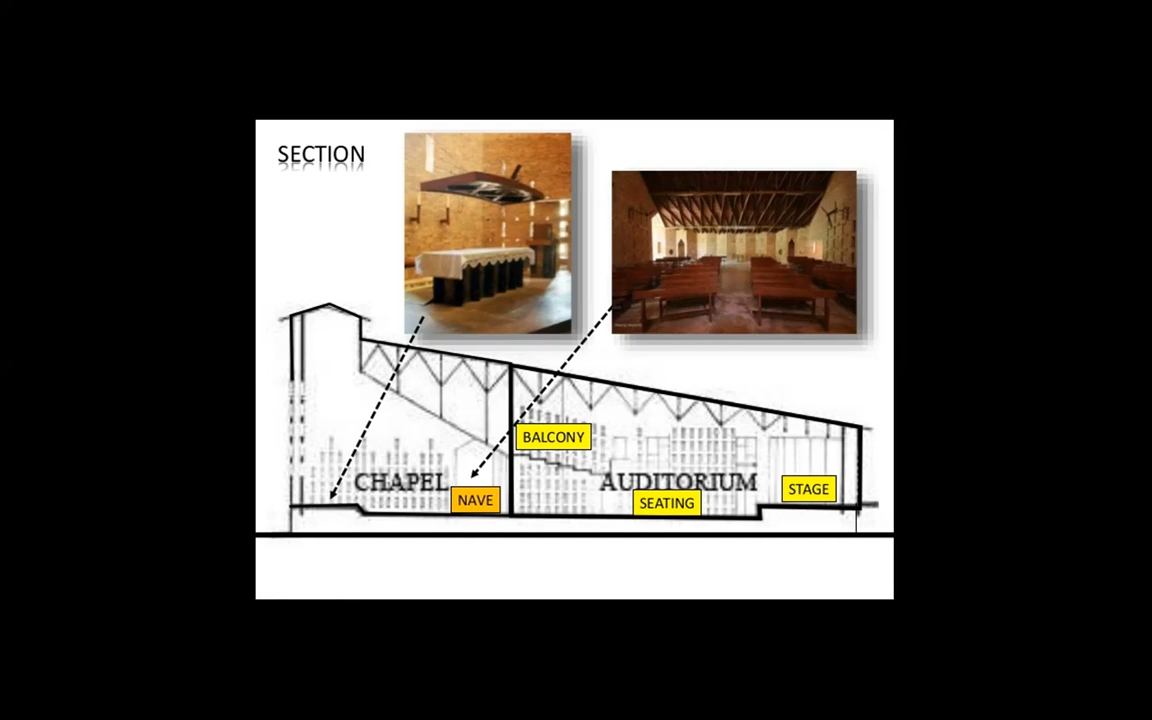 SECTION
BALCONY
CHAPEL
AUDITORIUM
STAGE
NAVE
SEATING